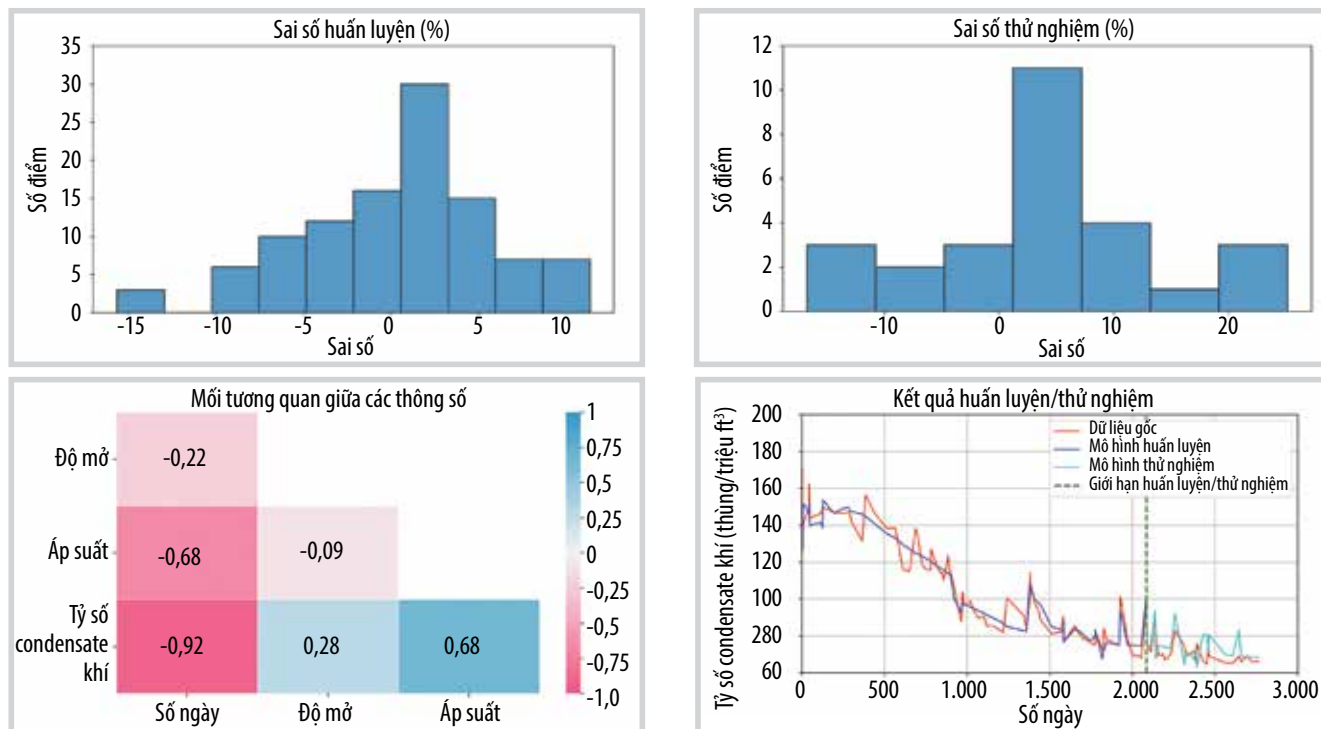 Sai số huấn luyện (%)
35
30
25
20
15
10
5
0
Số điểm
-15
-10
-5
0
5
10
Sai số
Sai số thử nghiệm (%)
12
10
8
6
4
2
0
Số điểm
-10
0
10
20
Sai số
Mối tương quan giữa các thông số
Độ mở
Áp suất
Tỷ số
condensate
khí
-0,22
-0,68
-0,09
-0,92
0,28
0,68
Số ngày
Độ mở
Áp suất
1
0,75
0,5
0,25
0
-0,25
-0,5
-0,75
-1,0
Kết quả huấn luyện/thử nghiệm
Tỷ số condensate khí (thùng/triệu ft³)
200
180
160
140
120
100
280
60
Dữ liệu gốc
Mô hình huấn luyện
Mô hình thử nghiệm
Giới hạn huấn luyện/thử nghiệm
0
500
1.000
1.500
2.000
2.500
3.000
Số ngày